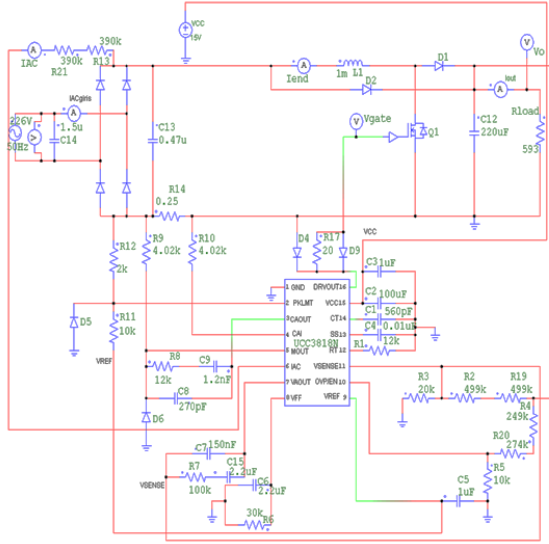 VCC
15V
390k
IAC
390k
R21
R13
Iend
1m L1
D1
Vo
D2
Iout
IACgiris
226V
1.5u
C14
50Hz
C13
0.47u
Vgate
Q1
C12
220uF
Rload
593
R14
0.25
R12
2k
R9
4.02k
R10
4.02k
D4
R17
20
D9
VCC
C3
1uF
C2
100uF
C1
560pF
C4
0.01uF
R1
12k
1 GND
2 PKLMT
3 CAOUT
4 CAI
5 MOUT
6 IAC
7 VAOUT
8 VFF
DRVOUT16
VCC15
CT14
SS13
RT12
VSENSE11
OVP/EN10
VREF 9
UCC3818N
D5
R11
10k
VREF
R8
12k
C9
1.2nF
C8
270pF
D6
R3
20k
R2
499k
R19
499k
R4
249k
R20
274k
R5
10k
C5
1uF
C7
150nF
C15
2.2uF
R7
100k
VSENSE
C6
2.2uF
30k
R6